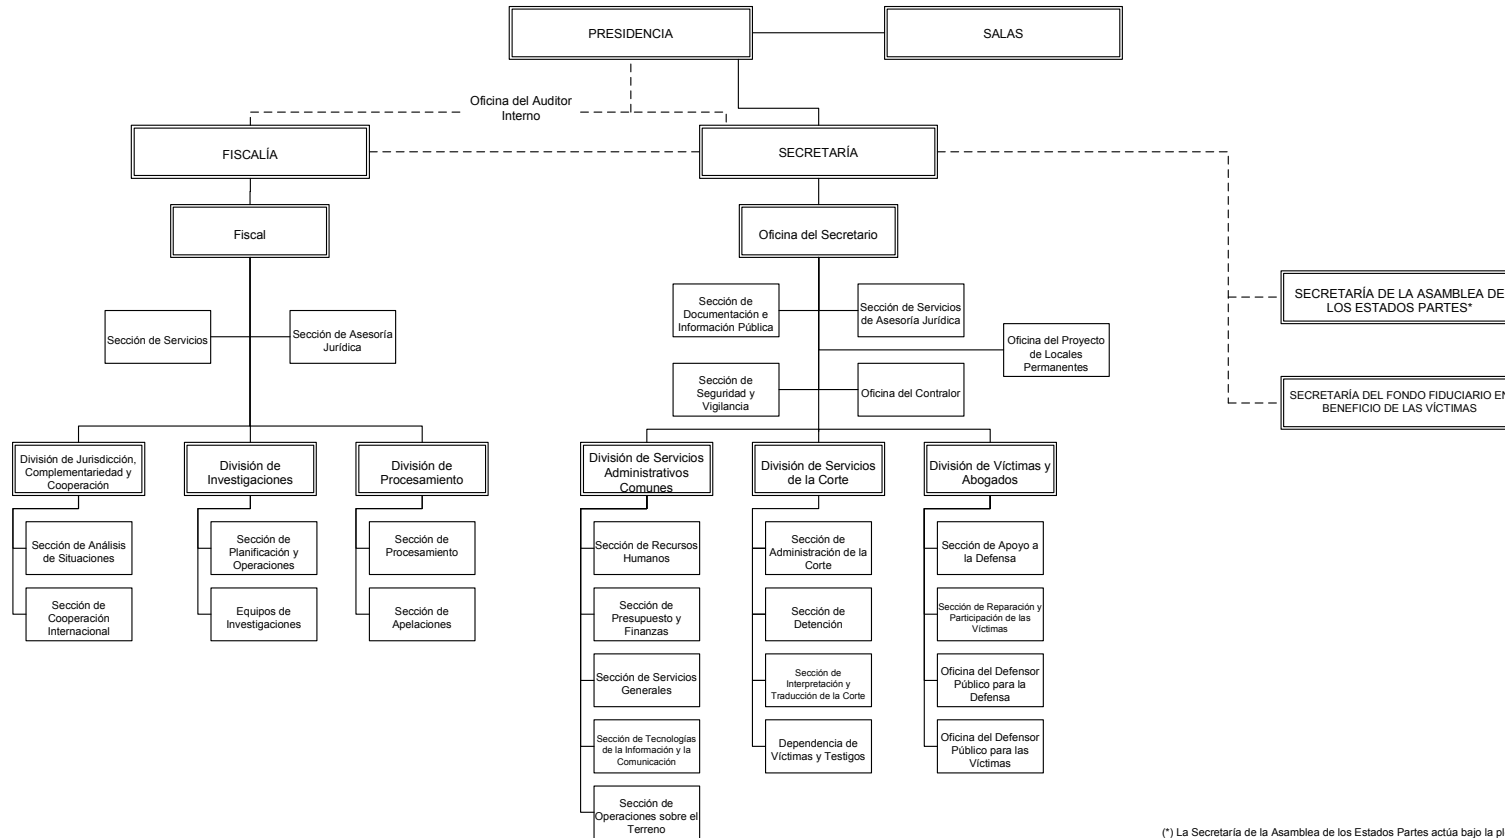 PRESIDENCIA
SALAS
Oficina del Auditor
Interno
FISCALÍA
SECRETARÍA
Fiscal
Oficina del Secretario
Sección de Servicios
Sección de Asesoría
Jurídica
Sección de
Documentación e
Información Pública
Sección de Servicios
de Asesoría Jurídica
Oficina del Proyecto
de Locales
Permanentes
Sección de
Seguridad y
Vigilancia
Oficina del Contralor
SECRETARÍA DE LA ASAMBLEA DE
LOS ESTADOS PARTES*
SECRETARÍA DEL FONDO FIDUCIARIO EN
BENEFICIO DE LAS VÍCTIMAS
División de Jurisdicción,
Complementariedad y
Cooperación
División de
Investigaciones
División de
Procesamiento
División de Servicios
Administrativos
Comunes
División de Servicios
de la Corte
División de Víctimas y
Abogados
Sección de Análisis
de Situaciones
Sección de
Cooperación
Internacional
Sección de
Planificación y
Operaciones
Equipos de
Investigaciones
Sección de
Procesamiento
Sección de
Apelaciones
Sección de Recursos
Humanos
Sección de
Presupuesto y
Finanzas
Sección de Servicios
Generales
Sección de Tecnologías
de la Información y la
Comunicación
Sección de
Operaciones sobre el
Terreno
Sección de
Administración de la
Corte
Sección de
Detención
Sección de
Interpretación y
Traducción de la Corte
Dependencia de
Víctimas y Testigos
Sección de Apoyo a
la Defensa
Sección de Reparación y
Participación de las
Víctimas
Oficina del Defensor
Público para la
Defensa
Oficina del Defensor
Público para las
Víctimas
(*) La Secretaría de la Asamblea de los Estados Partes actúa bajo la pl